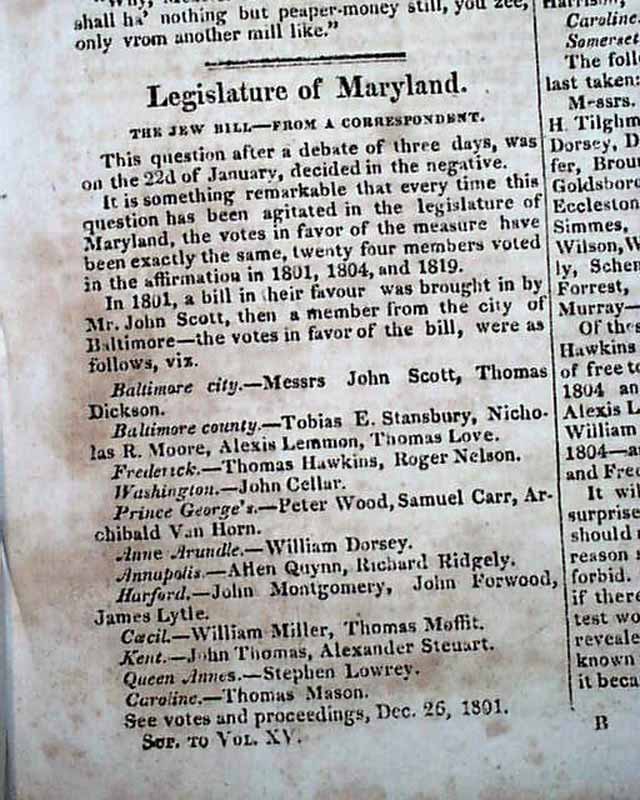 shall ha' nothing but peaper-money still, you zee,
only vrom another mill like."
Legislature of Maryland.
THE JEW BILL—FROM A CORRESPONDENT.
This question after a debate of three days, was
on the 22d of January, decided in the negative.
It is something remarkable that every time this
question has been agitated in the legislature of
Maryland, the votes in favor of the measure have
been exactly the same, twenty four members voted
in the affirmation in 1801, 1804, and 1819.
In 1801, a bill in their favour was brought in by
Mr. John Scott, then a member from the city of
Baltimore—the votes in favor of the bill, were as
follows, viz.
Baltimore city.—Messrs John Scott, Thomas
Dickson.
Baltimore county.—Tobias E. Stansbury, Nicho-
las R. Moore, Alexis Lemmon, Thomas Love.
Frederick.—Thomas Hawkins, Roger Nelson.
Washington.—John Cellar.
Prince George's.—Peter Wood, Samuel Carr, Ar-
chibald Van Horn.
Anne Arundle.—William Dorsey.
Annapolis.—Allen Quynn, Richard Ridgely.
Harford.—John Montgomery, John Forwood,
James Lytle.
Cæcil.—William Miller, Thomas Moffit.
Kent.—John Thomas, Alexander Steuart.
Queen Annes.—Stephen Lowrey.
Caroline.—Thomas Mason.
See votes and proceedings, Dec. 26, 1801.
SUP. TO VOL. XV.
Caroline.
Somerset
The foll
last taken.
Messrs.
H. Tilghm
Dorsey, D
fer, Brou
Goldsboro
Eccleston
Simmes,
Wilson, W
ly, Scher
Forrest,
Murray—
Of thes
Hawkins
of free to
1804 an
Alexis L
William
1804—a
and Fred
It wil
surprise
should
reason
forbid.
if there
test wo
reveale
known
it beca
B